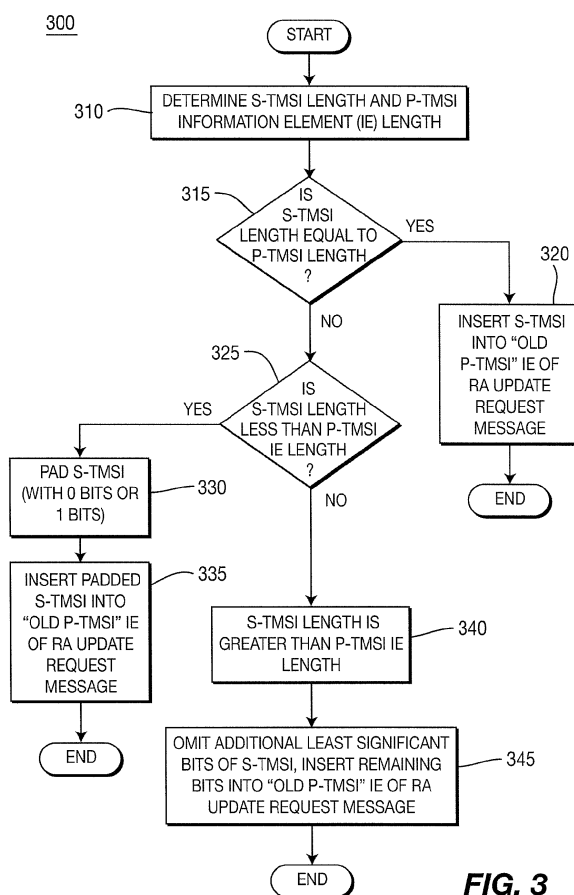 300
START
310
DETERMINE S-TMSI LENGTH AND P-TMSI
INFORMATION ELEMENT (IE) LENGTH
315
IS
S-TMSI
LENGTH EQUAL TO
P-TMSI LENGTH
?
YES
NO
320
INSERT S-TMSI
INTO “OLD
P-TMSI” IE OF
RA UPDATE
REQUEST
MESSAGE
END
325
IS
S-TMSI LENGTH
LESS THAN P-TMSI
IE LENGTH
?
YES
NO
PAD S-TMSI
(WITH 0 BITS OR
1 BITS)
330
INSERT PADDED
S-TMSI INTO
“OLD P-TMSI” IE
OF RA UPDATE
REQUEST
MESSAGE
335
END
S-TMSI LENGTH IS
GREATER THAN P-TMSI IE
LENGTH
340
OMIT ADDITIONAL LEAST SIGNIFICANT
BITS OF S-TMSI, INSERT REMAINING
BITS INTO “OLD P-TMSI” IE OF RA
UPDATE REQUEST MESSAGE
345
END
FIG. 3